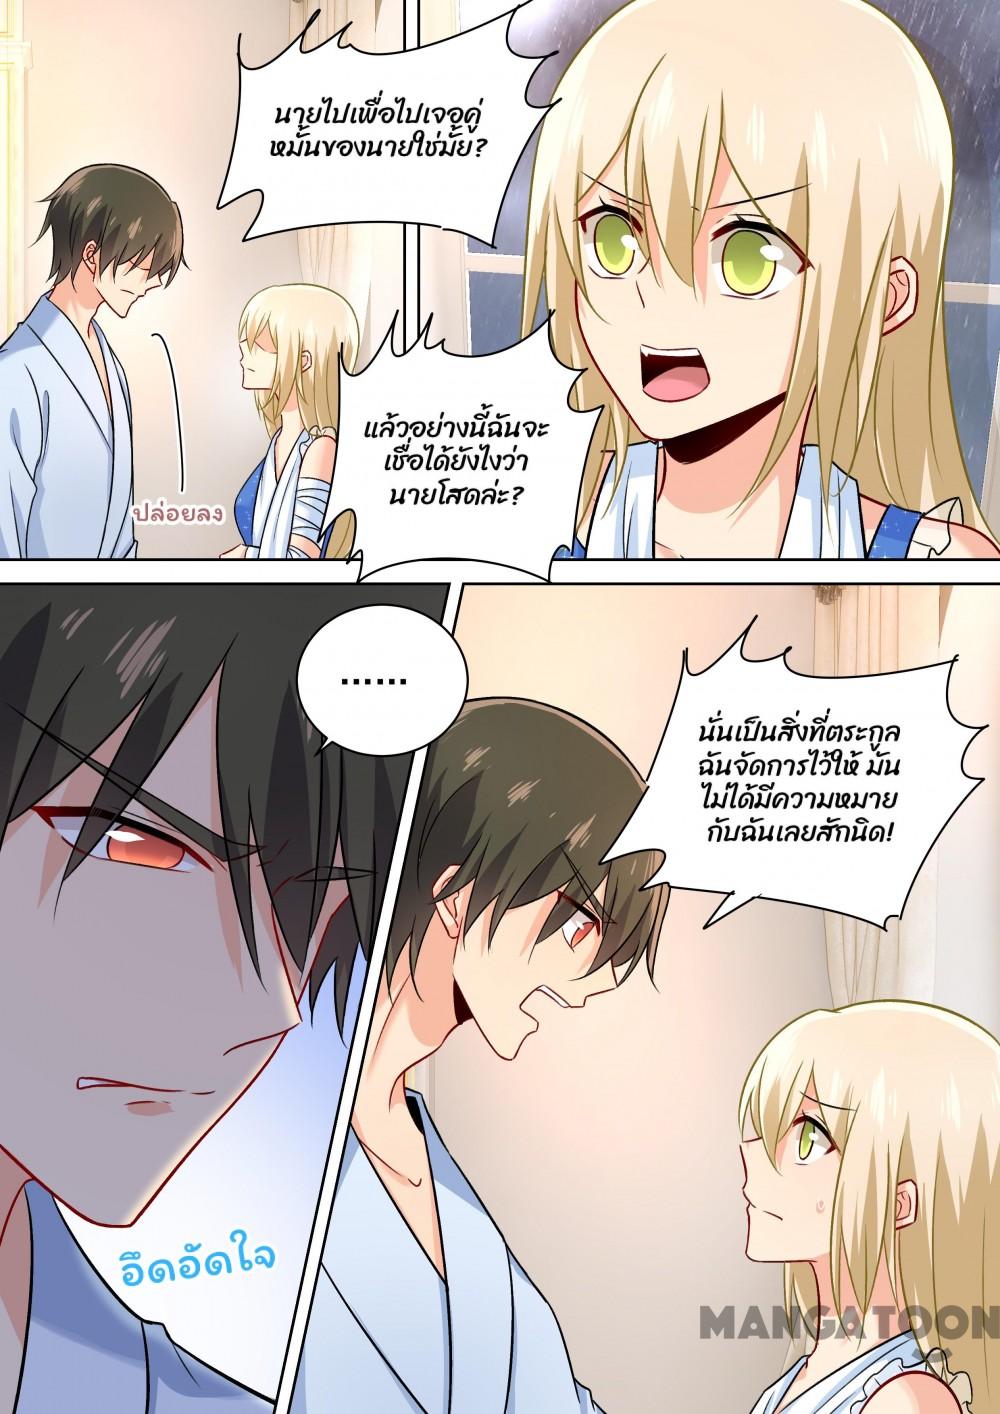 นายไปเพื่อไปเจอคู่
หมั้นของนายใช่มั้ย?
แล้วอย่างนี้ฉันจะ
เชื่อได้ยังไงว่า
นายโสดล่ะ?
ปล่อยลง
......
นั่นเป็นสิ่งที่ตระกูล
ฉันจัดการไว้ให้ มัน
ไม่ได้มีความหมาย
กับฉันเลยสักนิด!
อึดอัดใจ
MANGATOON